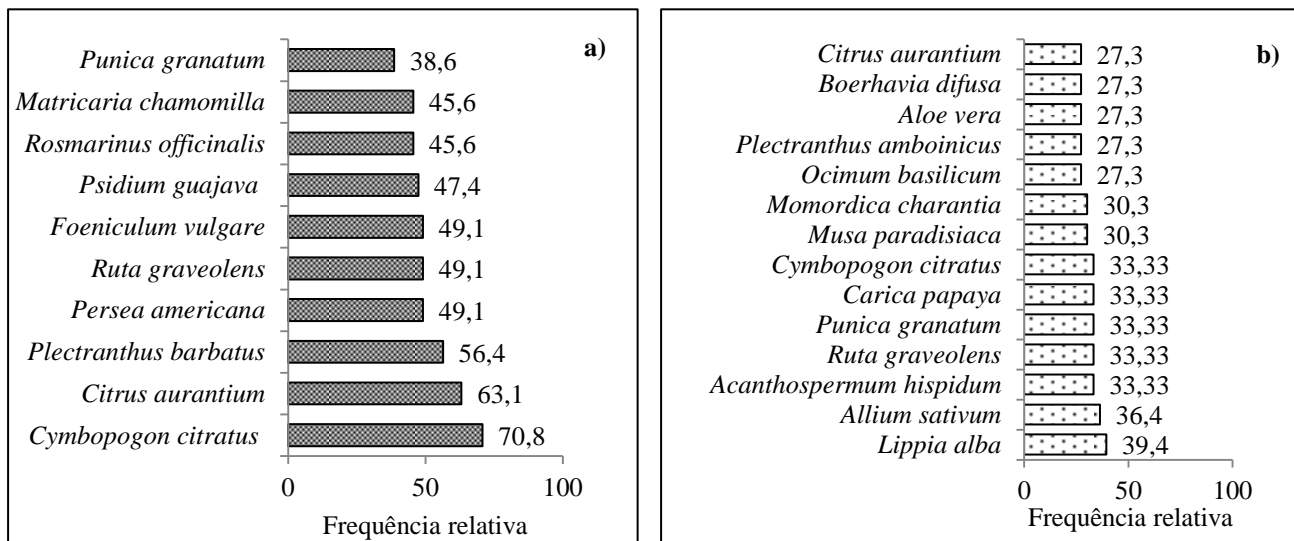 a)
Punica granatum 38,6
Matricaria chamomilla 45,6
Rosmarinus officinalis 45,6
Psidium guajava 47,4
Foeniculum vulgare 49,1
Ruta graveolens 49,1
Persea americana 49,1
Plectranthus barbatus 56,4
Citrus aurantium 63,1
Cymbopogon citratus 70,8
0 50 100
Frequência relativa
b)
Citrus aurantium 27,3
Boerhavia difusa 27,3
Aloe vera 27,3
Plectranthus amboinicus 27,3
Ocimum basilicum 27,3
Momordica charantia 30,3
Musa paradisiaca 30,3
Cymbopogon citratus 33,33
Carica papaya 33,33
Punica granatum 33,33
Ruta graveolens 33,33
Acanthospermum hispidum 33,33
Allium sativum 36,4
Lippia alba 39,4
0 50 100
Frequência relativa